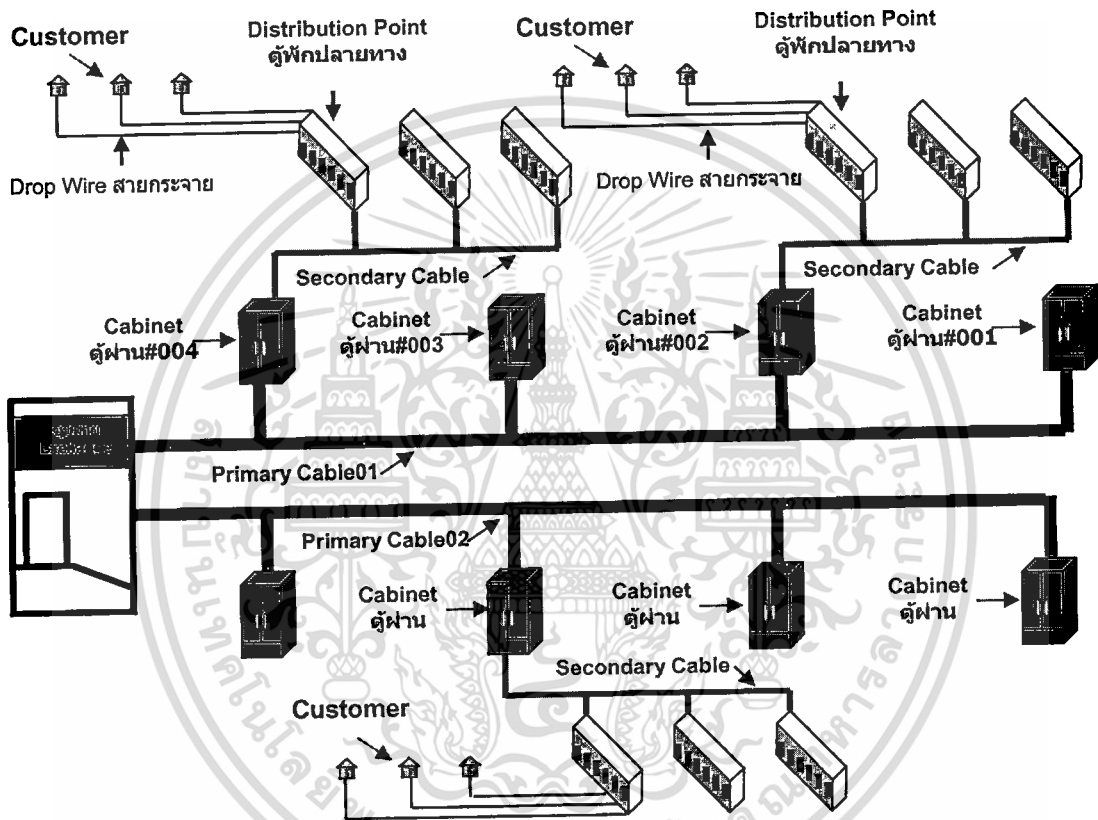 Customer
Distribution Point
ตู้พักปลายทาง
Customer
Distribution Point
ตู้พักปลายทาง
Drop Wire สายกระจาย
Drop Wire สายกระจาย
Secondary Cable
Secondary Cable
Cabinet
ตู้ผ่าน#004
Cabinet
ตู้ผ่าน#003
Cabinet
ตู้ผ่าน#002
Cabinet
ตู้ผ่าน#001
Primary Cable01
Primary Cable02
Cabinet
ตู้ผ่าน
Cabinet
ตู้ผ่าน
Cabinet
ตู้ผ่าน
Secondary Cable
Customer